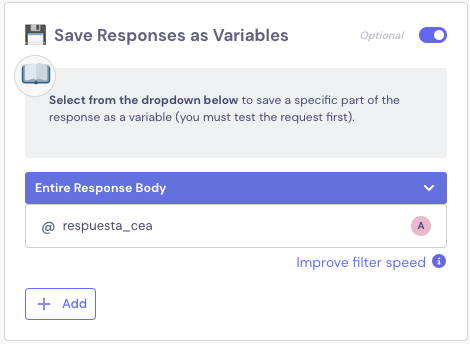 Save Responses as Variables
Optional
Select from the dropdown below to save a specific part of the
response as a variable (you must test the request first).
Entire Response Body
@ respuesta_cea
A
Improve filter speed i
+ Add